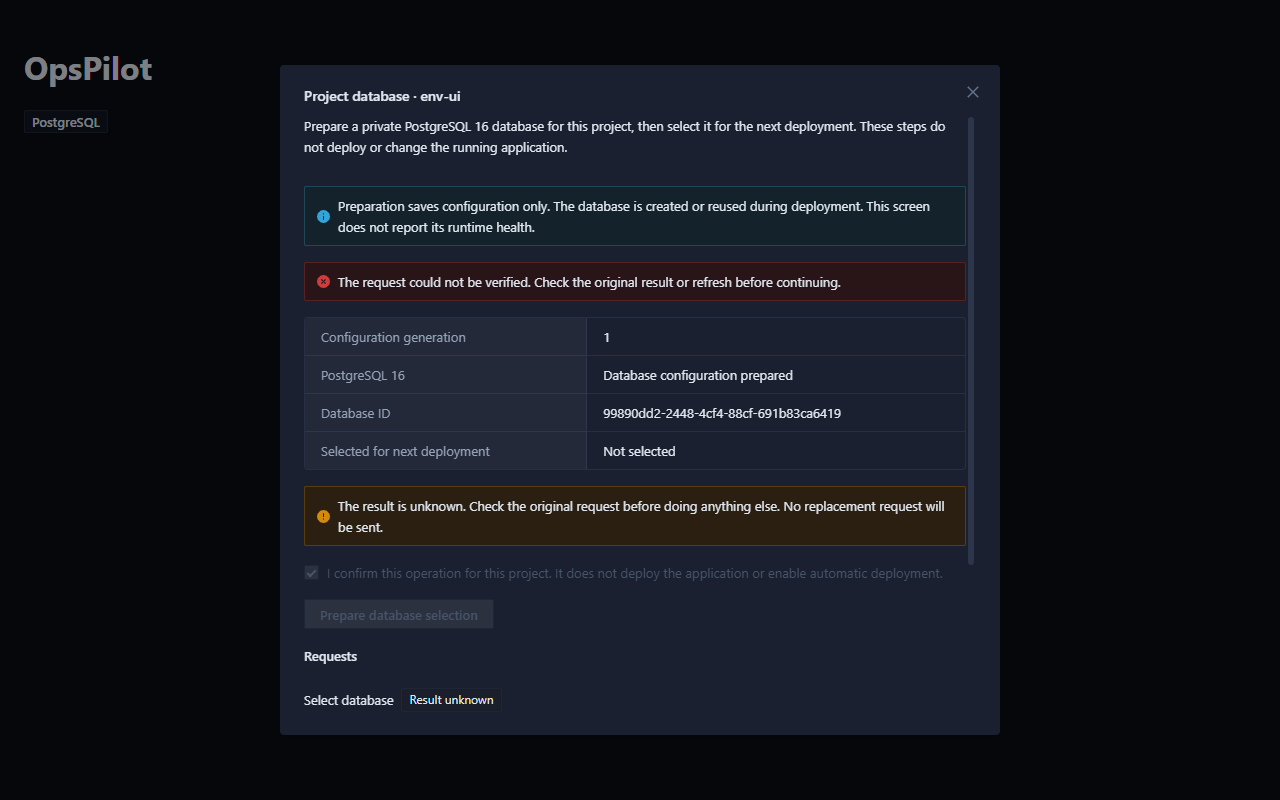 OpsPilot
PostgreSQL
Project database · env-ui
Prepare a private PostgreSQL 16 database for this project, then select it for the next deployment. These steps do
not deploy or change the running application.
Preparation saves configuration only. The database is created or reused during deployment. This screen
does not report its runtime health.
The request could not be verified. Check the original result or refresh before continuing.
Configuration generation 1
PostgreSQL 16 Database configuration prepared
Database ID 99890dd2-2448-4cf4-88cf-691b83ca6419
Selected for next deployment Not selected
The result is unknown. Check the original request before doing anything else. No replacement request will
be sent.
I confirm this operation for this project. It does not deploy the application or enable automatic deployment.
Prepare database selection
Requests
Select database Result unknown